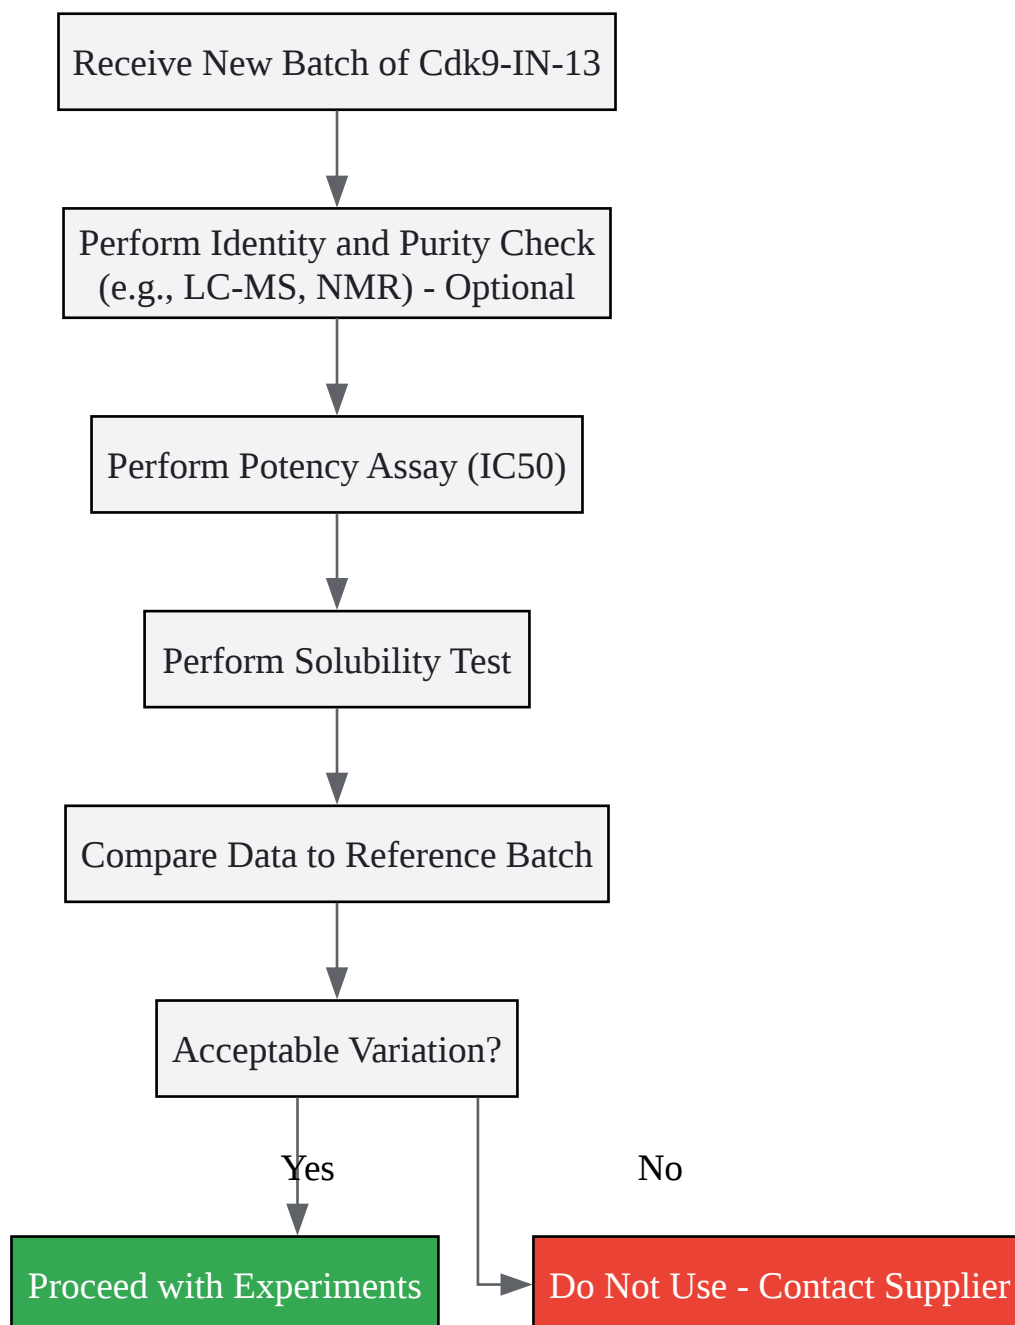 Receive New Batch of Cdk9-IN-13
Perform Identity and Purity Check
(e.g., LC-MS, NMR) - Optional
Perform Potency Assay (IC50)
Perform Solubility Test
Compare Data to Reference Batch
Acceptable Variation?
Yes
No
Proceed with Experiments
Do Not Use - Contact Supplier